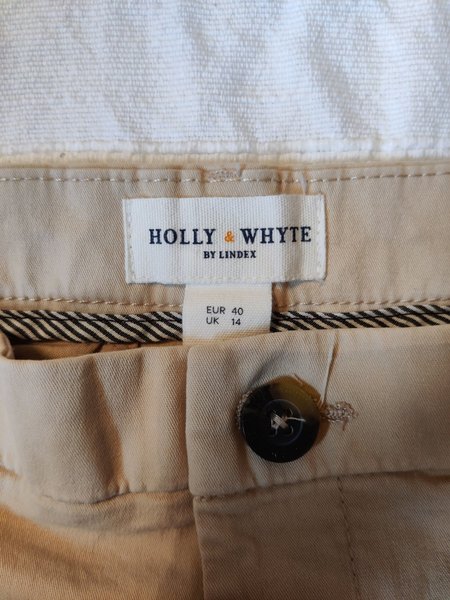 HOLLY & WHYTE
BY LINDEX
EUR 40
UK 14